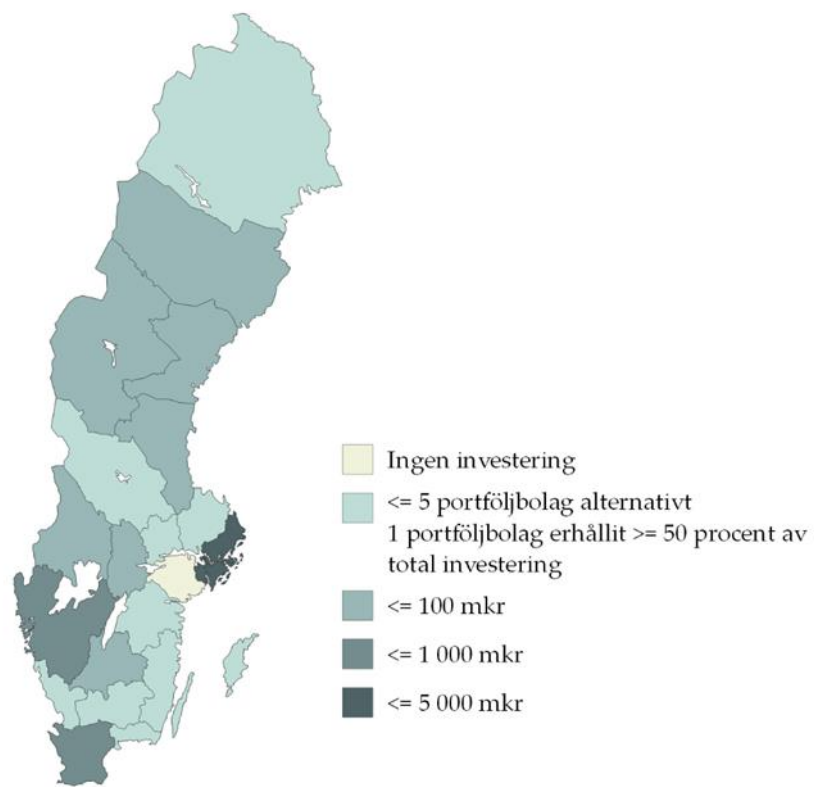 Ingen investering
<= 5 portföljbolag alternativt
1 portföljbolag erhållit >= 50 procent av
total investering
<= 100 mkr
<= 1 000 mkr
<= 5 000 mkr